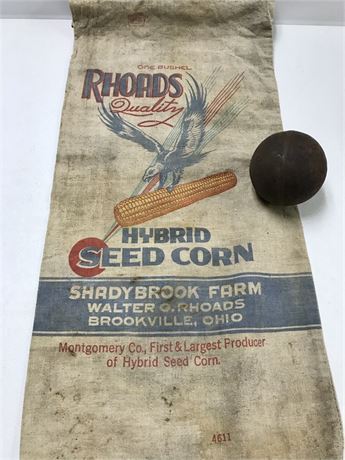 ONE BUSHEL
RHOADS
Quality
HYBRID
SEED CORN
SHADYBROOK FARM
WALTER G. RHOADS
BROOKVILLE, OHIO
Montgomery Co., First & Largest Producer
of Hybrid Seed Corn.
4611